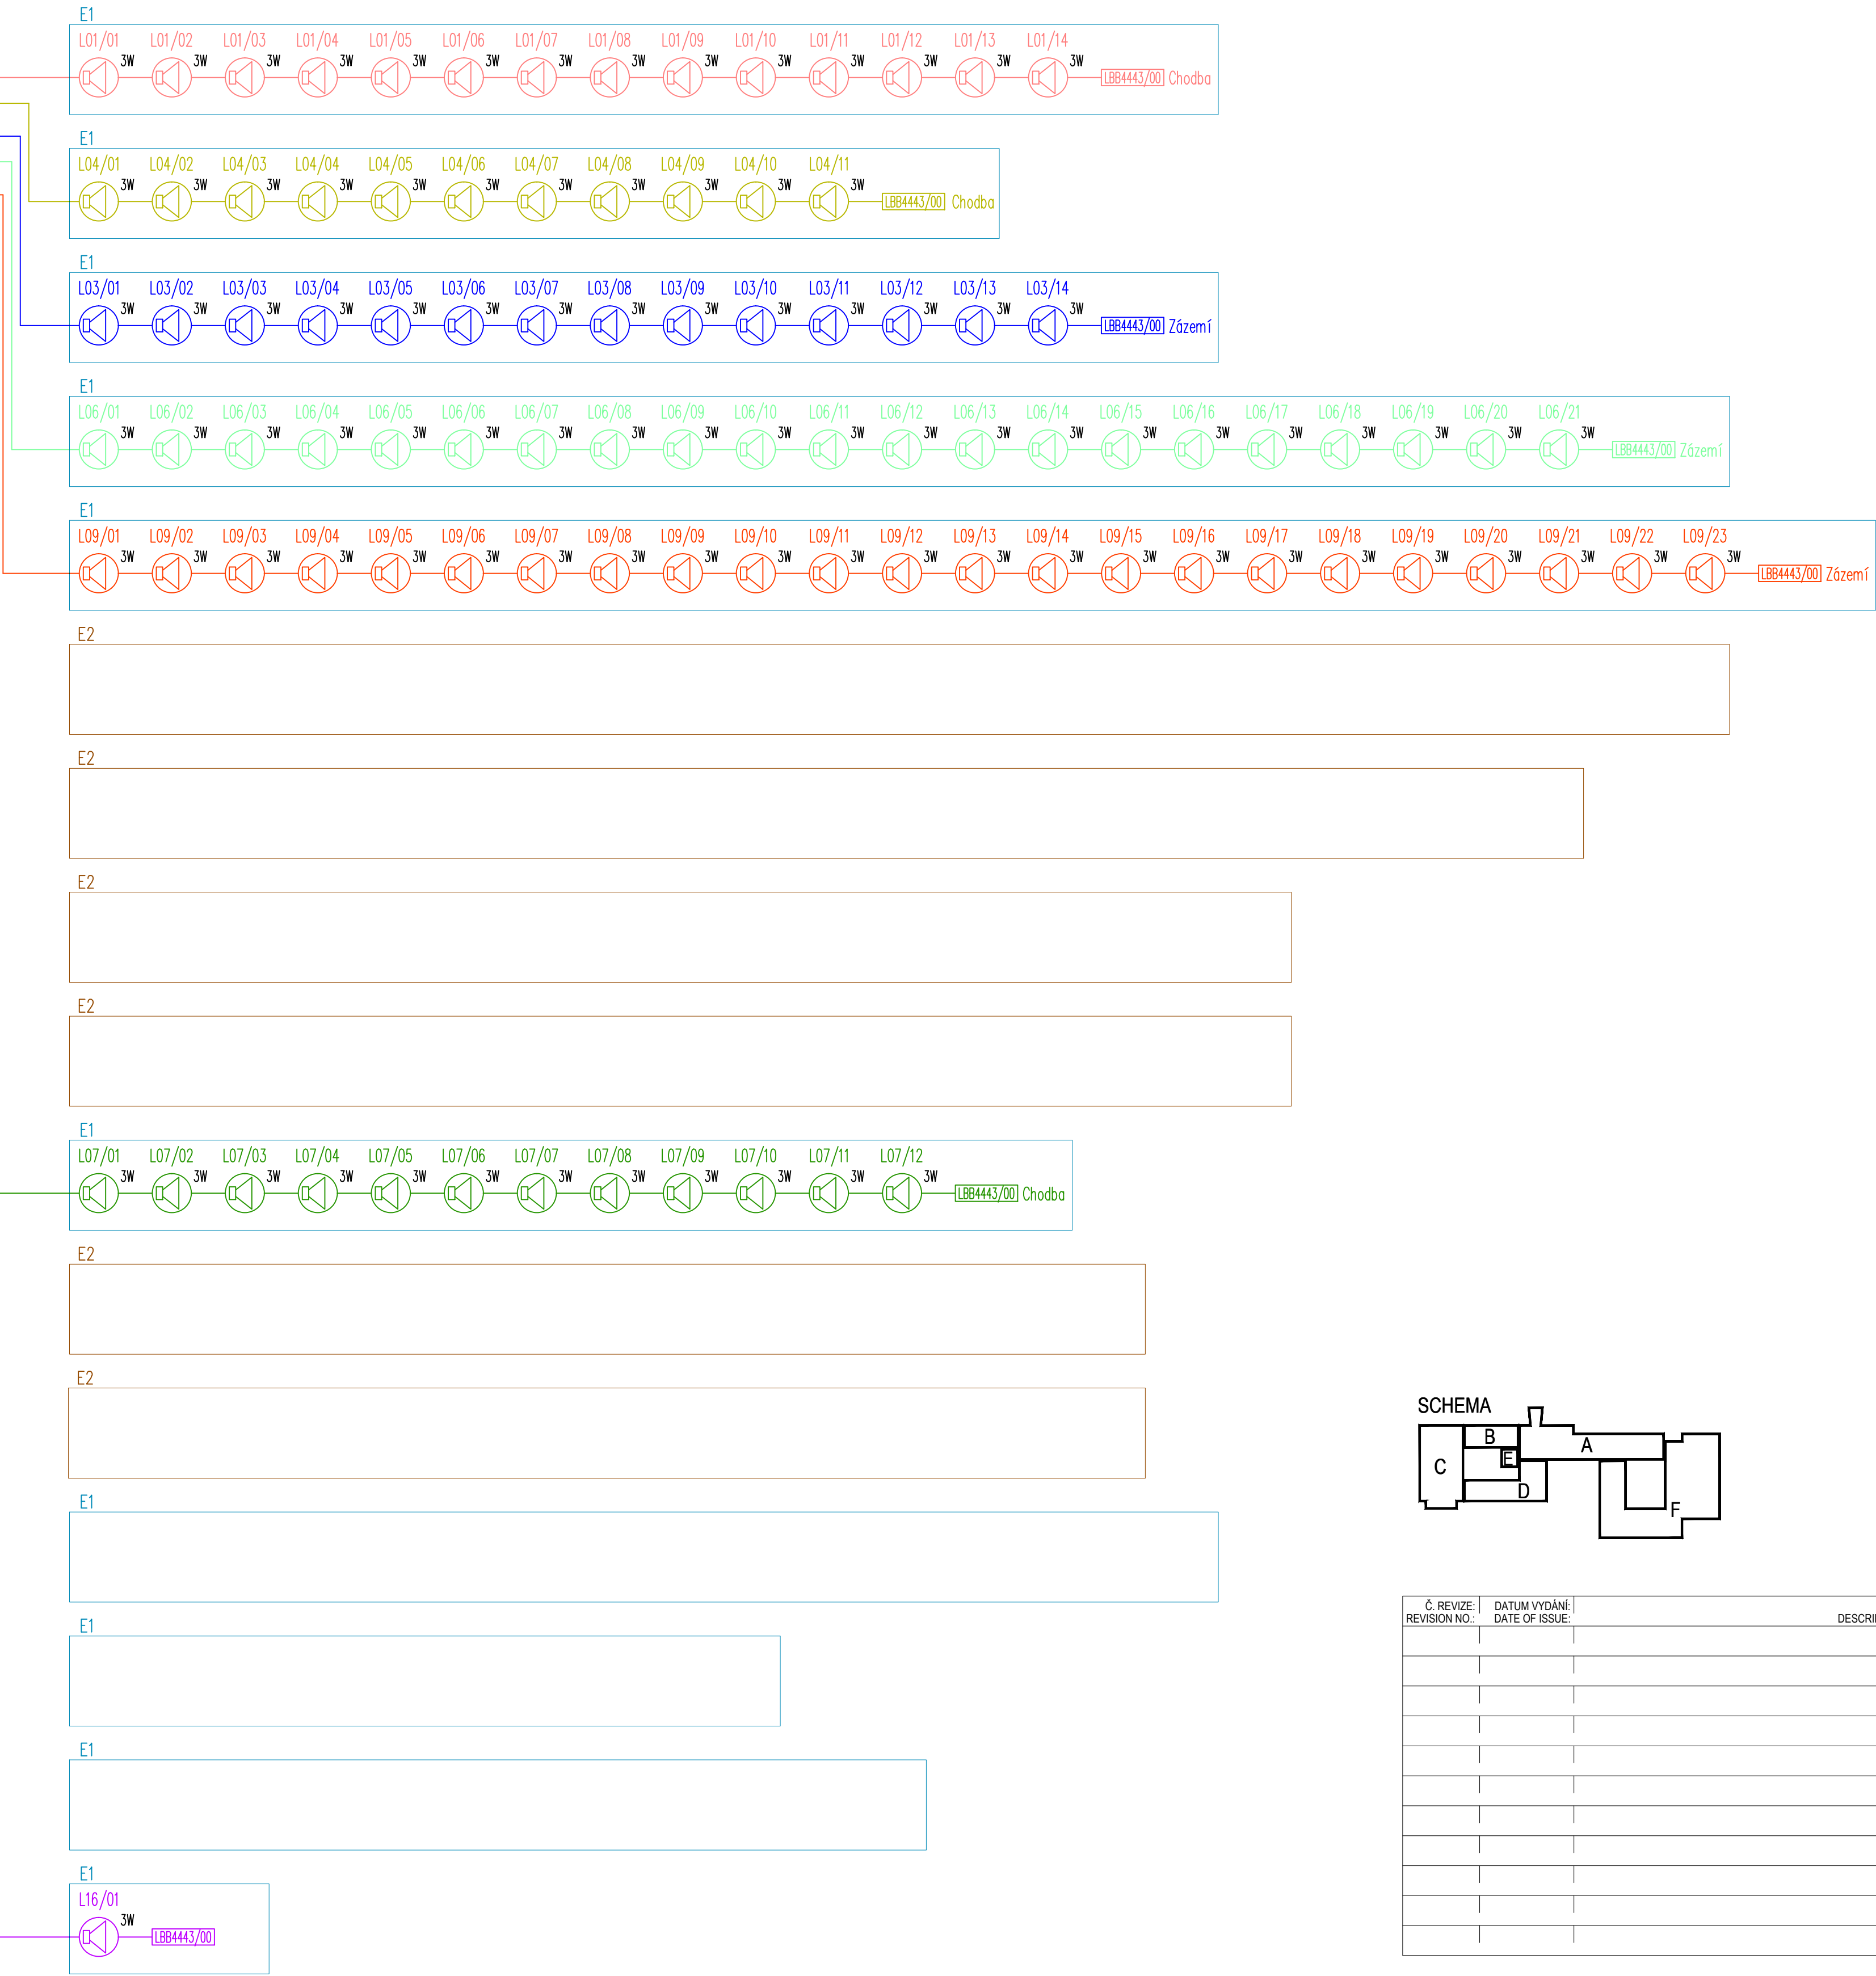 E1
L01/01 L01/02 L01/03 L01/04 L01/05 L01/06 L01/07 L01/08 L01/09 L01/10 L01/11 L01/12 L01/13 L01/14
3W 3W 3W 3W 3W 3W 3W 3W 3W 3W 3W 3W 3W 3W
LBB4443/00 Chodba
E1
L04/01 L04/02 L04/03 L04/04 L04/05 L04/06 L04/07 L04/08 L04/09 L04/10 L04/11
3W 3W 3W 3W 3W 3W 3W 3W 3W 3W 3W
LBB4443/00 Chodba
E1
L03/01 L03/02 L03/03 L03/04 L03/05 L03/06 L03/07 L03/08 L03/09 L03/10 L03/11 L03/12 L03/13 L03/14
3W 3W 3W 3W 3W 3W 3W 3W 3W 3W 3W 3W 3W 3W
LBB4443/00 Zázemí
E1
L06/01 L06/02 L06/03 L06/04 L06/05 L06/06 L06/07 L06/08 L06/09 L06/10 L06/11 L06/12 L06/13 L06/14 L06/15 L06/16 L06/17 L06/18 L06/19 L06/20 L06/21
3W 3W 3W 3W 3W 3W 3W 3W 3W 3W 3W 3W 3W 3W 3W 3W 3W 3W 3W 3W 3W
LBB4443/00 Zázemí
E1
L09/01 L09/02 L09/03 L09/04 L09/05 L09/06 L09/07 L09/08 L09/09 L09/10 L09/11 L09/12 L09/13 L09/14 L09/15 L09/16 L09/17 L09/18 L09/19 L09/20 L09/21 L09/22 L09/23
3W 3W 3W 3W 3W 3W 3W 3W 3W 3W 3W 3W 3W 3W 3W 3W 3W 3W 3W 3W 3W 3W 3W
LBB4443/00 Zázemí
E2
E2
E2
E2
E1
L07/01 L07/02 L07/03 L07/04 L07/05 L07/06 L07/07 L07/08 L07/09 L07/10 L07/11 L07/12
3W 3W 3W 3W 3W 3W 3W 3W 3W 3W 3W 3W
LBB4443/00 Chodba
E2
E2
E1
E1
E1
E1
L16/01
3W
LBB4443/00
SCHEMA
B
A
E
C
D
F
Č. REVIZE: DATUM VYDÁNÍ:
REVISION NO.: DATE OF ISSUE: DESCRI